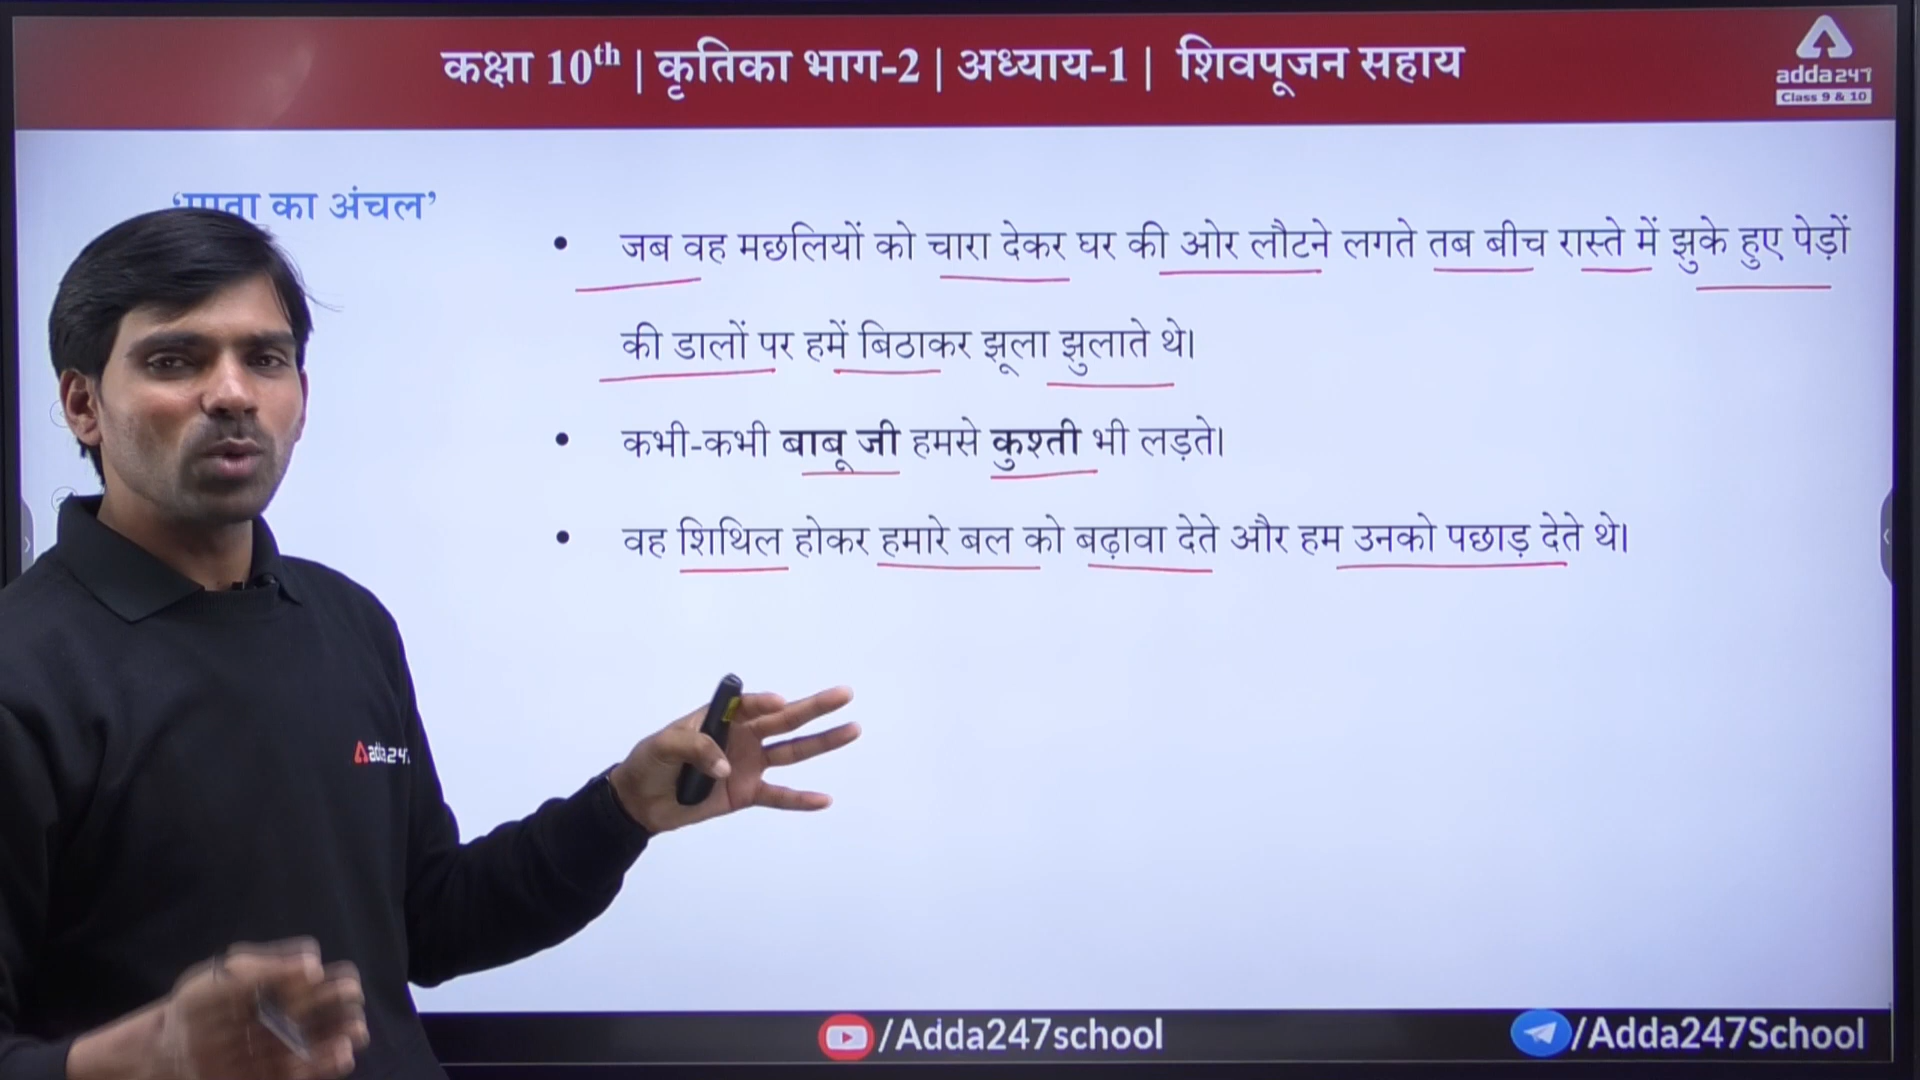 कक्षा 10th | कृतिका भाग-2 | अध्याय-1 | शिवपूजन सहाय
adda247
Class 9 & 10
का अंचल’
• जब वह मछलियों को चारा देकर घर की ओर लौटने लगते तब बीच रास्ते में झुके हुए पेड़ों
की डालों पर हमें बिठाकर झूला झुलाते थे।
• कभी-कभी बाबू जी हमसे कुश्ती भी लड़ते।
• वह शिथिल होकर हमारे बल को बढ़ावा देते और हम उनको पछाड़ देते थे।
adda247
/Adda247school
/Adda247School